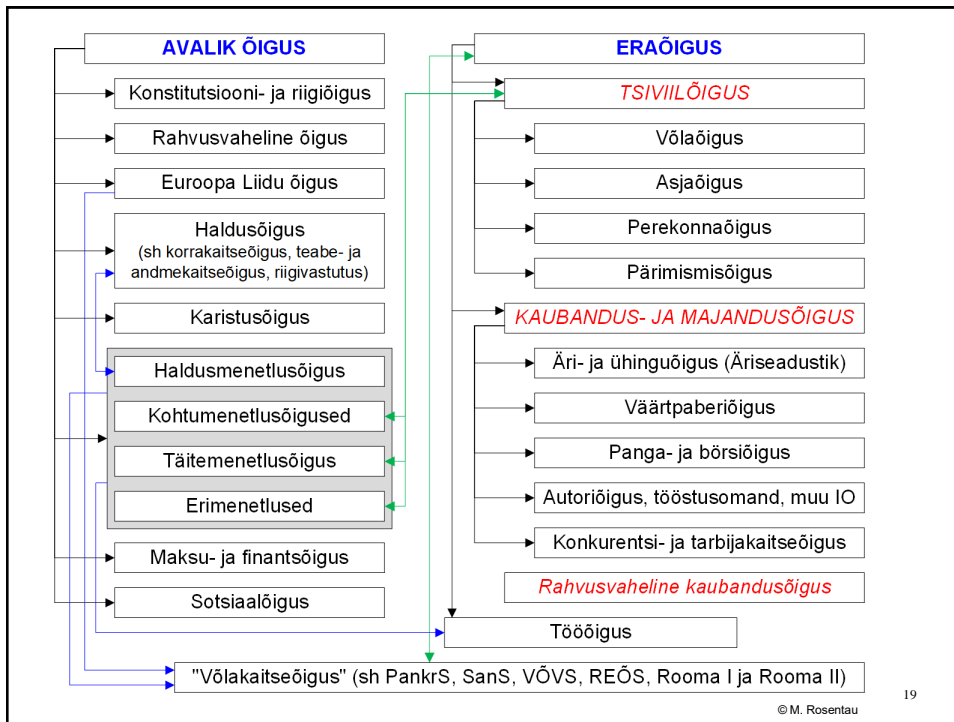 AVALIK ÕIGUS
Konstitutsiooni- ja riigiõigus
Rahvusvaheline õigus
Euroopa Liidu õigus
Haldusõigus
(sh korrakaitseõigus, teabe- ja
andmekaitseõigus, riigivastutus)
Karistusõigus
Haldusmenetlusõigus
Kohtumenetlusõigused
Täitemenetlusõigus
Erimenetlused
Maksu- ja finantsõigus
Sotsiaalõigus
ERAÕIGUS
TSIVIILÕIGUS
Võlaõigus
Asjaõigus
Perekonnaõigus
Pärimismisõigus
KAUBANDUS- JA MAJANDUSÕIGUS
Äri- ja ühinguõigus (Äriseadustik)
Väärtpaberiõigus
Panga- ja börsiõigus
Autoriõigus, tööstusomand, muu IO
Konkurentsi- ja tarbijakaitseõigus
Rahvusvaheline kaubandusõigus
Tööõigus
"Võlakaitseõigus" (sh PankrS, SanS, VÕVS, REÕS, Rooma I ja Rooma II)
19
© M. Rosentau